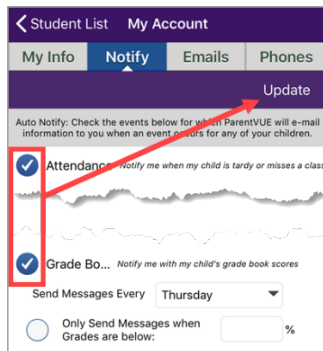 Student List My Account
My Info Notify Emails Phones
Update
Auto Notify: Check the events below for which ParentVUE will e-mail
information to you when an event occurs for any of your children.
Attendance Notify me when my child is tardy or misses a clas
Grade Bo... Notify me with my child's grade book scores
Send Messages Every Thursday
Only Send Messages when
Grades are below: %